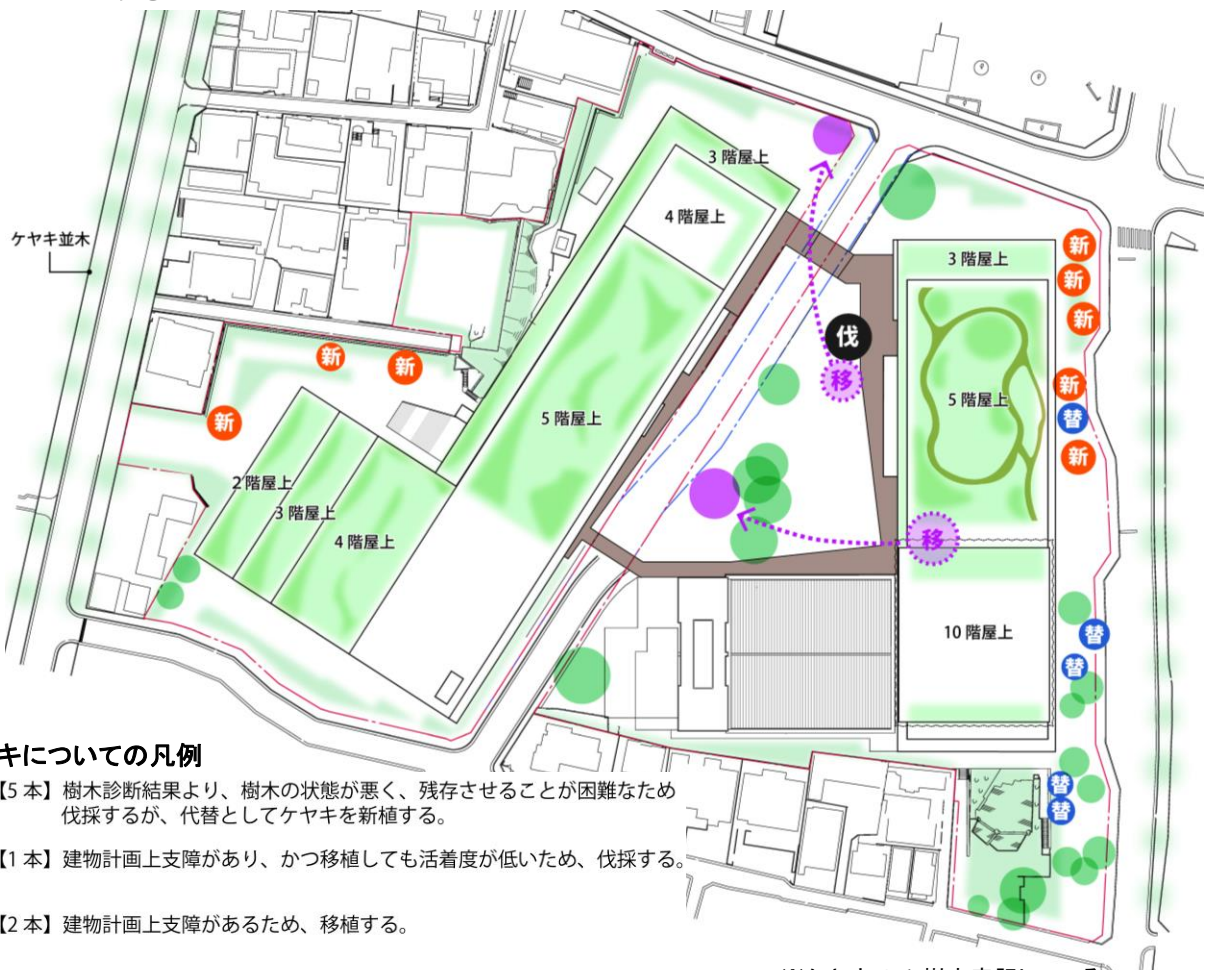 ケヤキ並木
3 階屋上
4 階屋上
5 階屋上
2 階屋上
3 階屋上
4 階屋上
3 階屋上
5 階屋上
10 階屋上
伐
移
移
新
新
新
新
新
新
替
新
新
替
替
替
替
キについての凡例
【5 本】樹木診断結果より、樹木の状態が悪く、残存させることが困難なため
伐採するが、代替としてケヤキを新植する。
【1 本】建物計画上支障があり、かつ移植しても活着度が低いため、伐採する。
【2 本】建物計画上支障があるため、移植する。